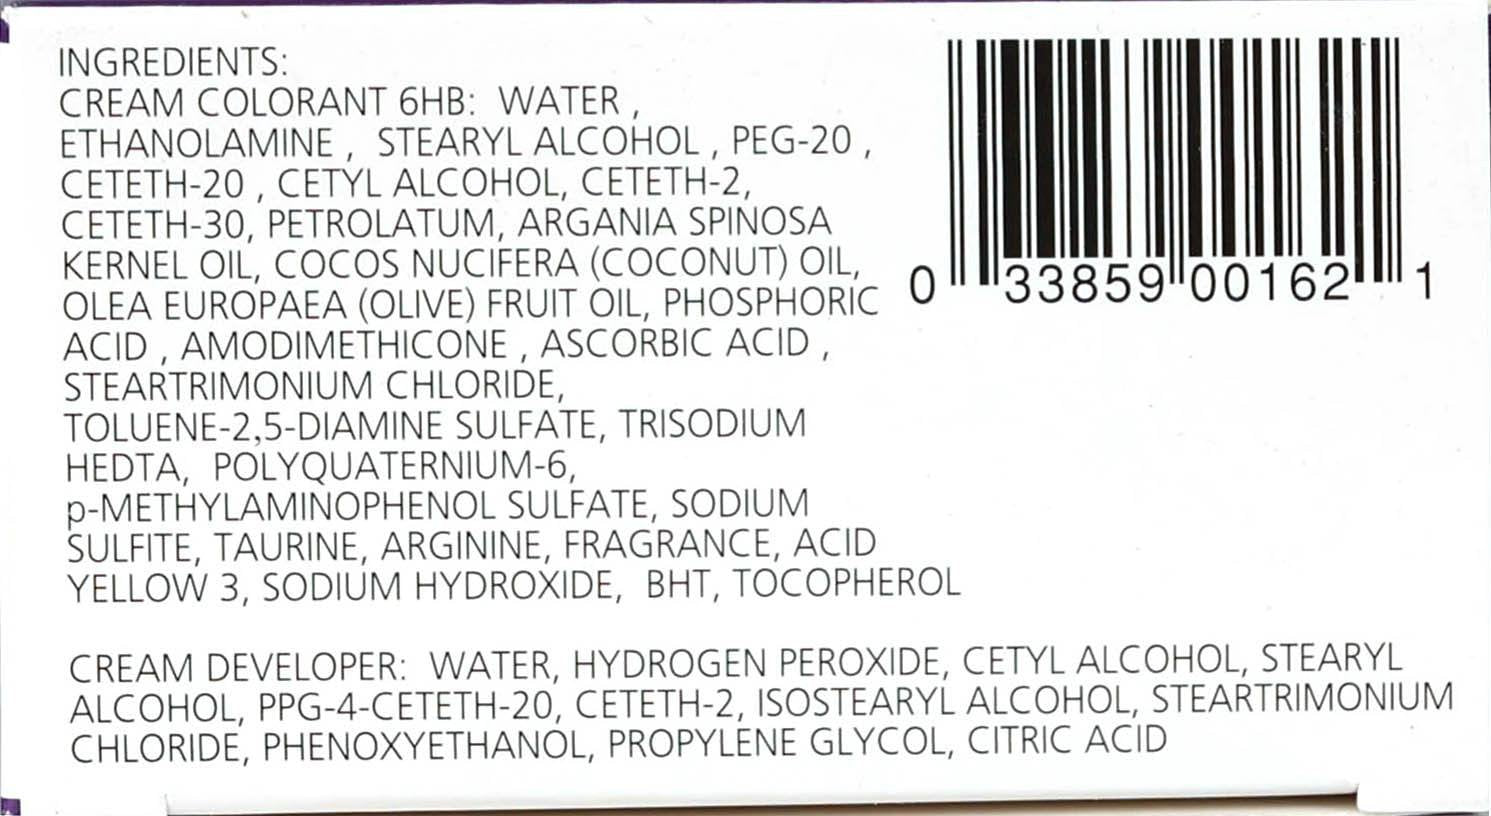 INGREDIENTS:
CREAM COLORANT 6HB: WATER ,
ETHANOLAMINE , STEARYL ALCOHOL , PEG-20 ,
CETETH-20 , CETYL ALCOHOL, CETETH-2,
CETETH-30, PETROLATUM, ARGANIA SPINOSA
KERNEL OIL, COCOS NUCIFERA (COCONUT) OIL,
OLEA EUROPAEA (OLIVE) FRUIT OIL, PHOSPHORIC
ACID , AMODIMETHICONE , ASCORBIC ACID ,
STEARTRIMONIUM CHLORIDE,
TOLUENE-2,5-DIAMINE SULFATE, TRISODIUM
HEDTA, POLYQUATERNIUM-6,
p-METHYLAMINOPHENOL SULFATE, SODIUM
SULFITE, TAURINE, ARGININE, FRAGRANCE, ACID
YELLOW 3, SODIUM HYDROXIDE, BHT, TOCOPHEROL
0 33859 00162 1
CREAM DEVELOPER: WATER, HYDROGEN PEROXIDE, CETYL ALCOHOL, STEARYL
ALCOHOL, PPG-4-CETETH-20, CETETH-2, ISOSTEARYL ALCOHOL, STEARTRIMONIUM
CHLORIDE, PHENOXYETHANOL, PROPYLENE GLYCOL, CITRIC ACID